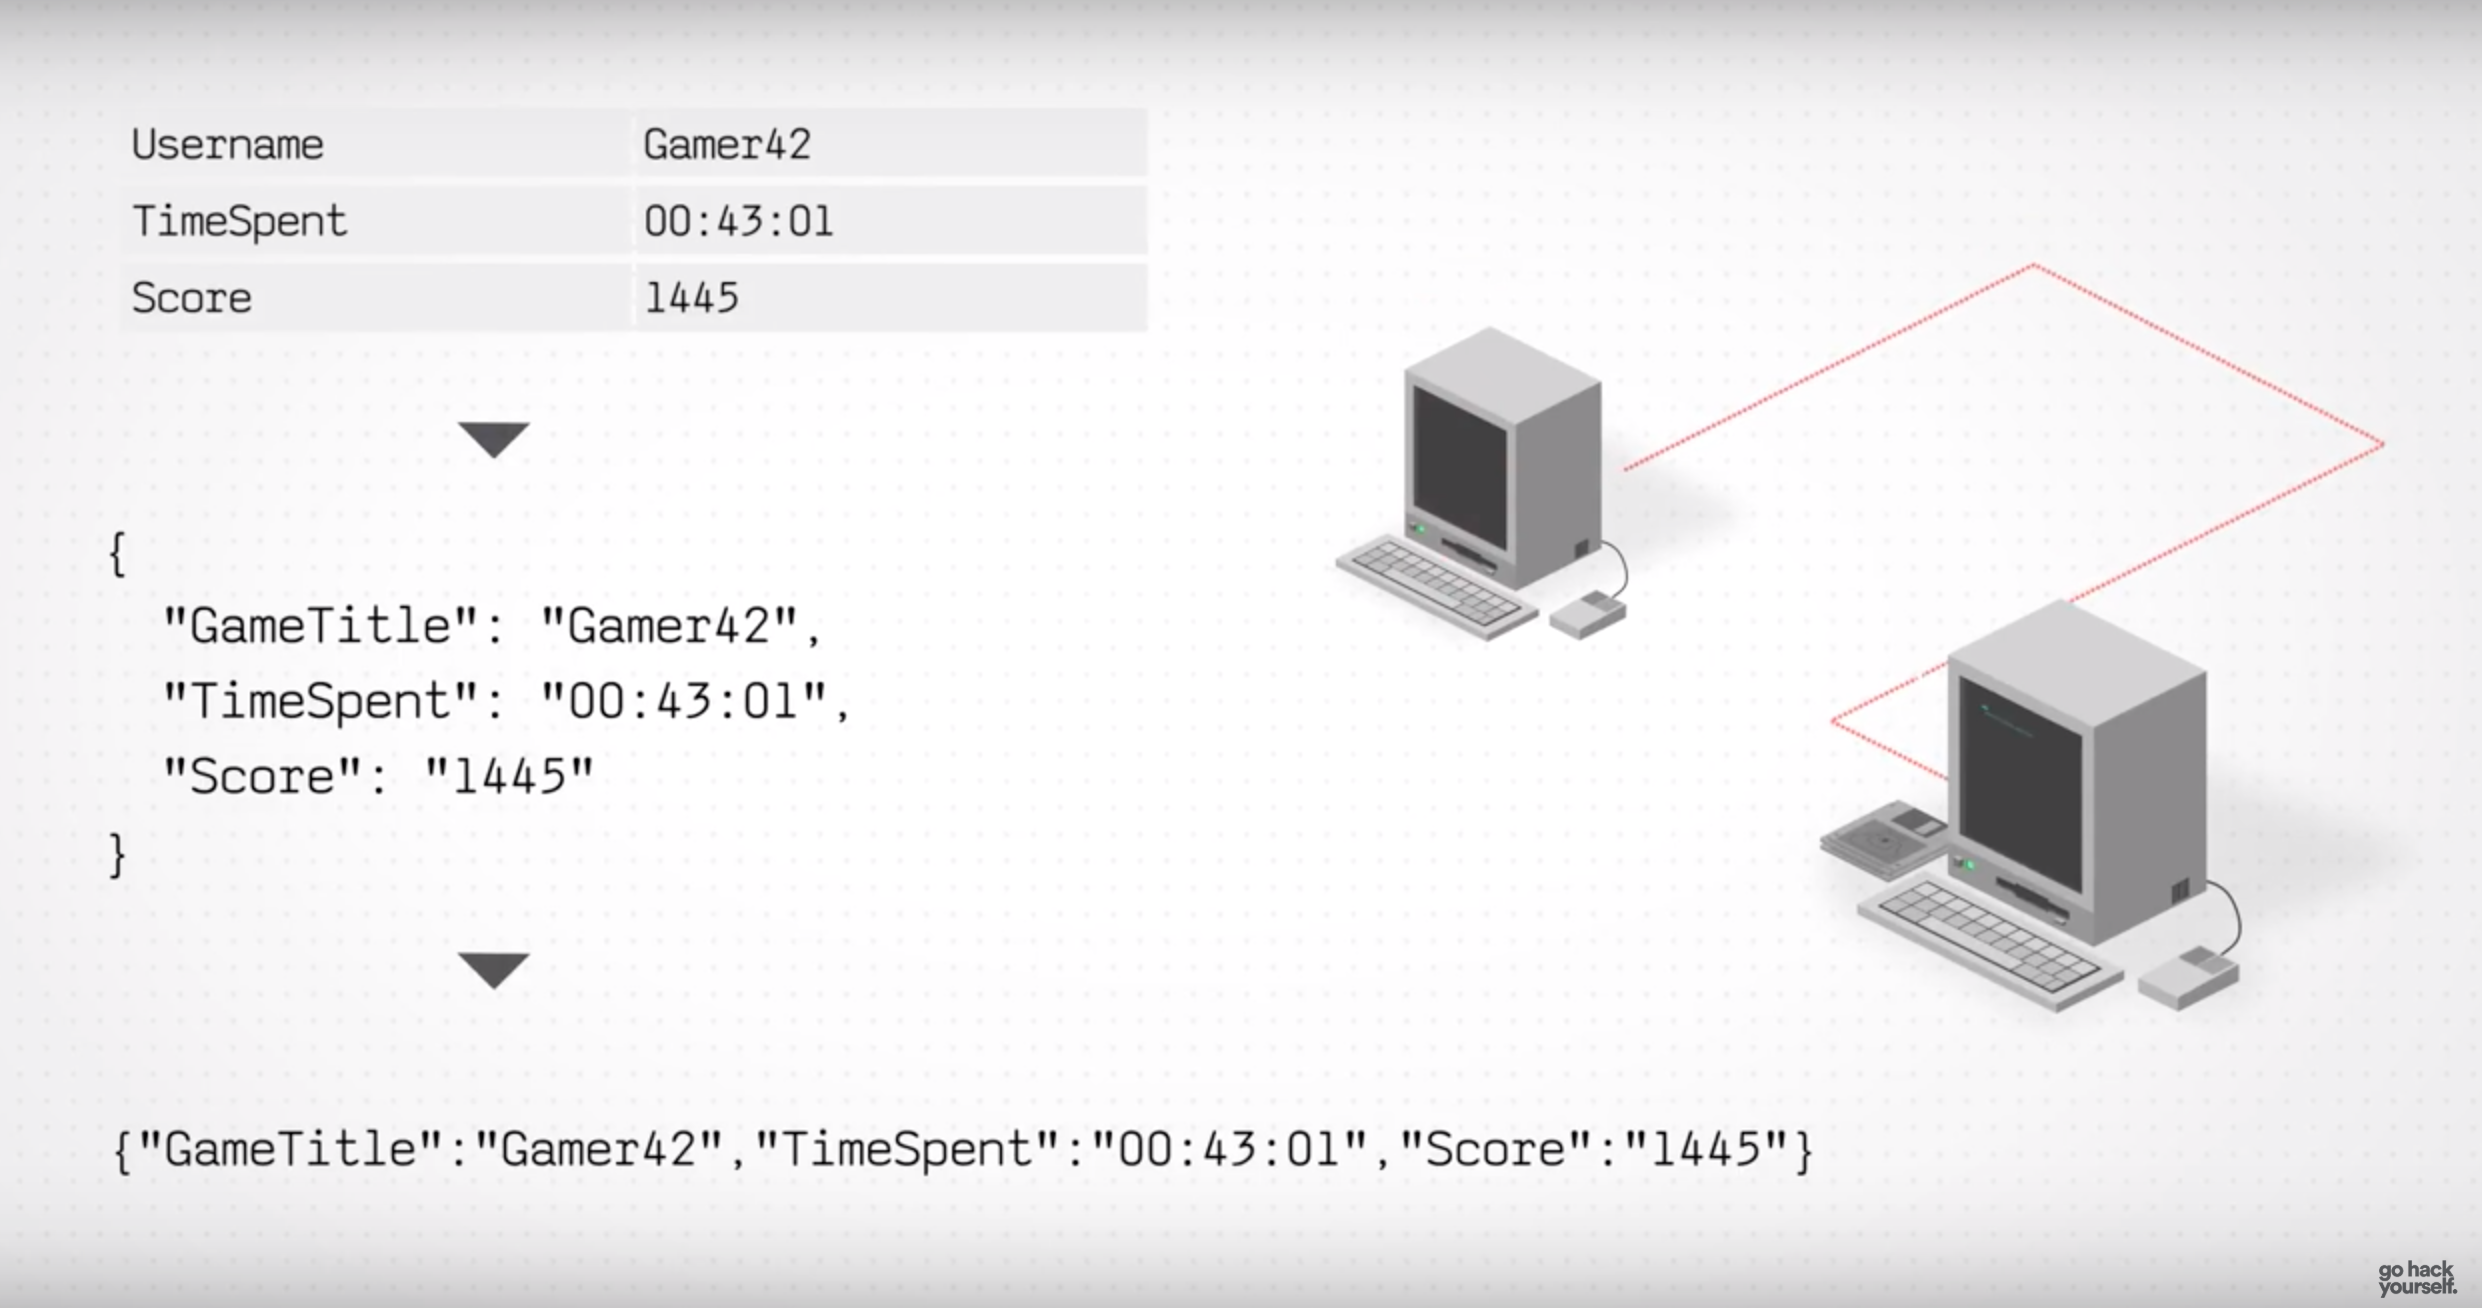 Username Gamer42
TimeSpent 00:43:01
Score 1445
{
"GameTitle": "Gamer42",
"TimeSpent": "00:43:01",
"Score": "1445"
}
{"GameTitle":"Gamer42","TimeSpent":"00:43:01","Score":"1445"}
go hack
yourself.